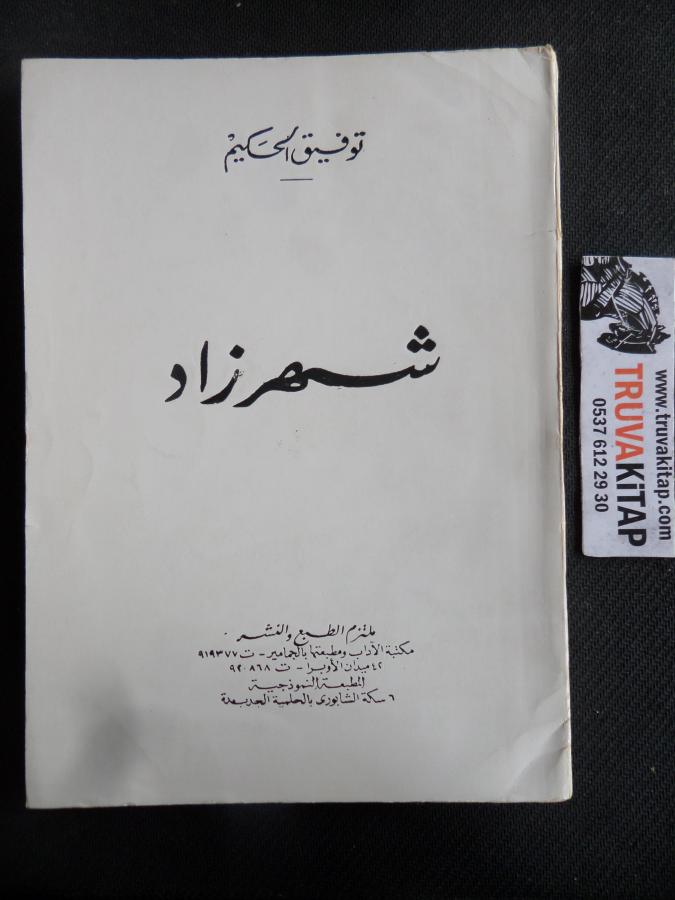 توفيق الحكيم
شهرزاد
ملتزم الطبع والنشر
مكتبة الآداب ومطبعتها بالجماميز - ت ٩١٩٣٧٧
٤٢ ميدان الأوبرا - ت ٩٢٠٨٦٨
المطبعة النموذجية
٦ سكة الشابورى بالحلمية الجديدة
www.truvakitap.com
TRUVAKiTAP
0537 612 29 30